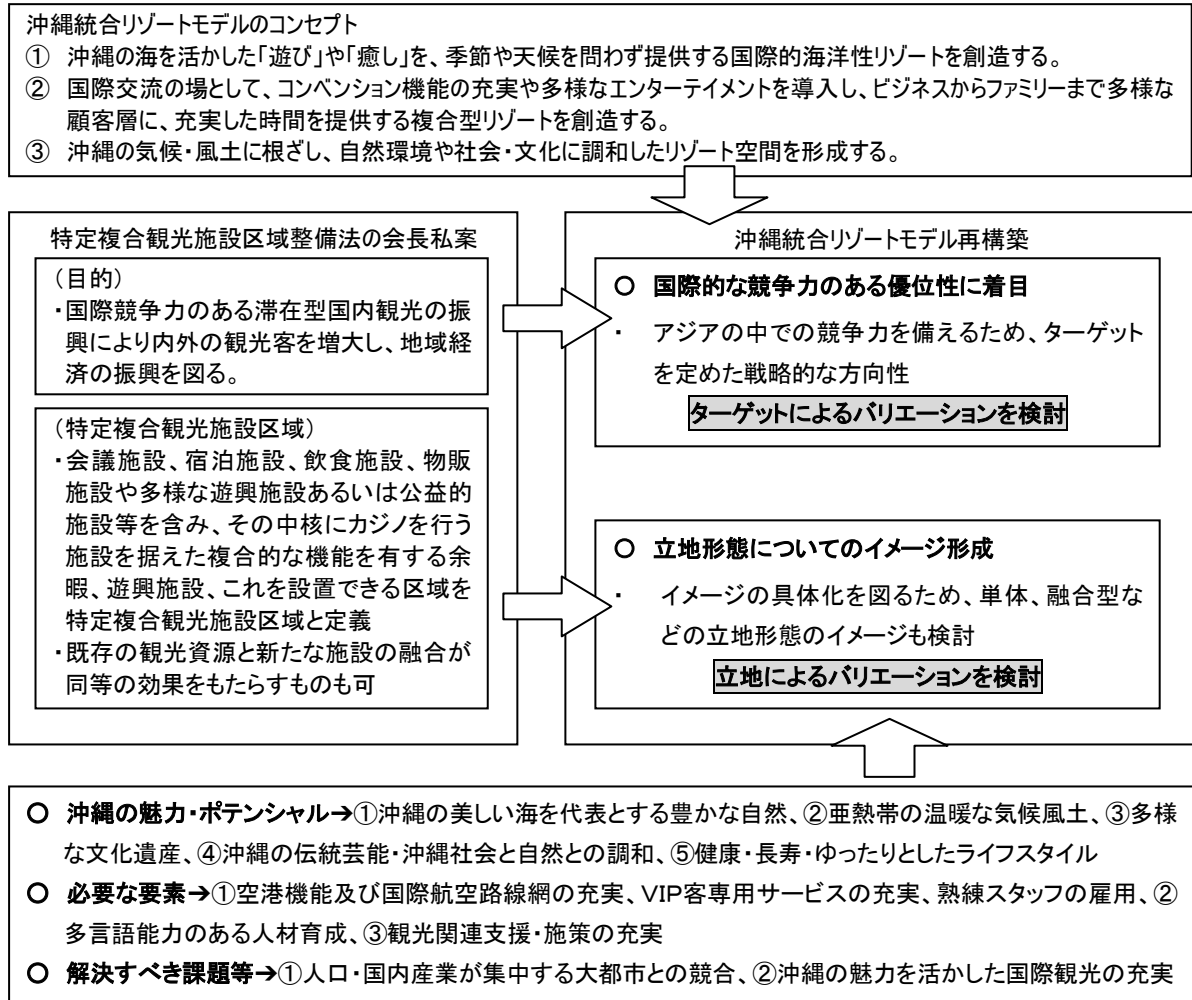 沖縄統合リゾートモデルのコンセプト
① 沖縄の海を活かした「遊び」や「癒し」を、季節や天候を問わず提供する国際的海洋性リゾートを創造する。
② 国際交流の場として、コンベンション機能の充実や多様なエンターテイメントを導入し、ビジネスからファミリーまで多様な
顧客層に、充実した時間を提供する複合型リゾートを創造する。
③ 沖縄の気候・風土に根ざし、自然環境や社会・文化に調和したリゾート空間を形成する。
特定複合観光施設区域整備法の会長私案
(目的)
・国際競争力のある滞在型国内観光の振
興により内外の観光客を増大し、地域経
済の振興を図る。
(特定複合観光施設区域)
・会議施設、宿泊施設、飲食施設、物販
施設や多様な遊興施設あるいは公益的
施設等を含み、その中核にカジノを行う
施設を据えた複合的な機能を有する余
暇、遊興施設、これを設置できる区域を
特定複合観光施設区域と定義
・既存の観光資源と新たな施設の融合が
同等の効果をもたらすものも可
沖縄統合リゾートモデル再構築
○ 国際的な競争力のある優位性に着目
・ アジアの中での競争力を備えるため、ターゲット
を定めた戦略的な方向性
ターゲットによるバリエーションを検討
○ 立地形態についてのイメージ形成
・ イメージの具体化を図るため、単体、融合型な
どの立地形態のイメージも検討
立地によるバリエーションを検討
○ 沖縄の魅力・ポテンシャル→①沖縄の美しい海を代表とする豊かな自然、②亜熱帯の温暖な気候風土、③多様
な文化遺産、④沖縄の伝統芸能・沖縄社会と自然との調和、⑤健康・長寿・ゆったりとしたライフスタイル
○ 必要な要素→①空港機能及び国際航空路線網の充実、VIP客専用サービスの充実、熟練スタッフの雇用、②
多言語能力のある人材育成、③観光関連支援・施策の充実
○ 解決すべき課題等→①人口・国内産業が集中する大都市との競合、②沖縄の魅力を活かした国際観光の充実